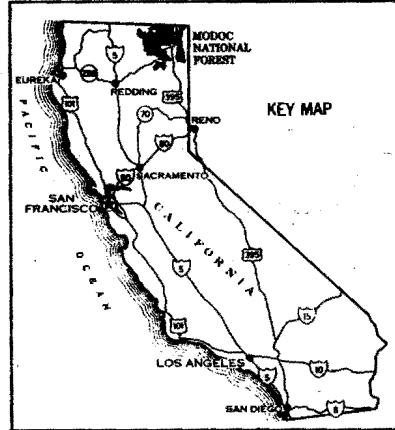 MODOC
NATIONAL
FOREST
5
EUREKA
299
REDDING
395
101
KEY MAP
70
RENO
80
PACIFIC
80
SACRAMENTO
SAN
FRANCISCO
CALIFORNIA
OCEAN
5
395
15
101
LOS ANGELES
10
5
SAN DIEGO
8